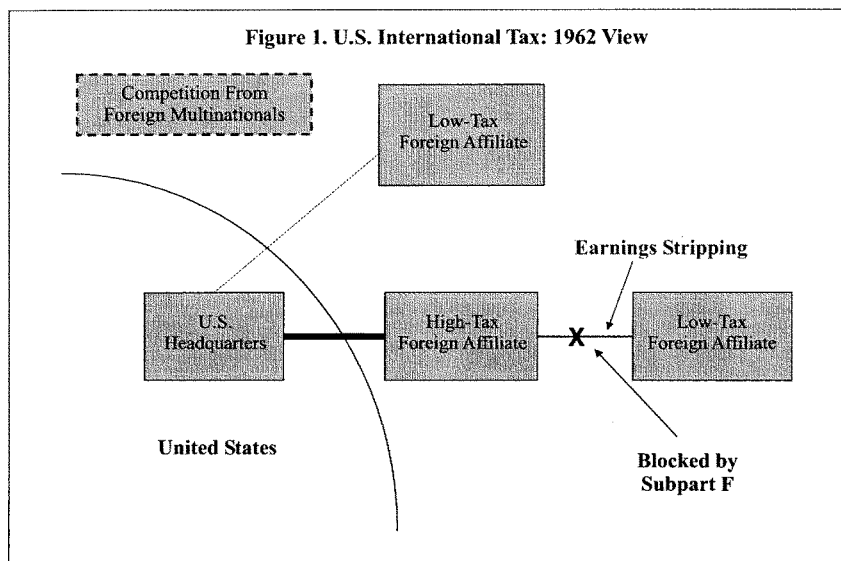 Figure 1. U.S. International Tax: 1962 View
Competition From
Foreign Multinationals
Low-Tax
Foreign Affiliate
Earnings Stripping
U.S.
Headquarters
High-Tax
Foreign Affiliate
X
Low-Tax
Foreign Affiliate
United States
Blocked by
Subpart F